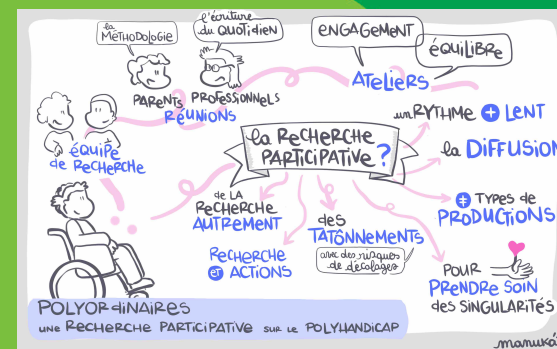 la
MéTHODologie
l'écriture
du QUOTiDieN
PAReNTs
PROFessiONNeLs
RéUNiONs
éQUiPe
de RecHeRCHe
eNGAGeMeNT
éQUiLiBRe
ATeLieRs
la RecHeRCHe
PARTiCiPATiVe ?
un RYTHMe + LeNT
la DiFFUSiON
+ TYPes de
PRODUCTiONs
POUR
PReNDRe SOiN
des SiNGULARiTés
de LA
RecHeRCHe
AUTReMeNT
RecHeRCHe
eT ACTiONs
des
TATÔNNeMeNTs
avec des risques
de décalages
POLYORdiNAiRes
UNe RecHeRCHe PARTiCiPATiVe sur Le POLYHANdiCAP
manuká